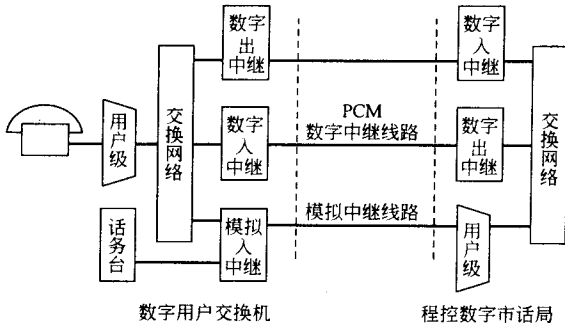 数字出中继
数字入中继
用户级
交换网络
数字入中继
PCM
数字中继线路
数字出中继
交换网络
话务台
模拟入中继
模拟中继线路
用户级
数字用户交换机
程控数字市话局